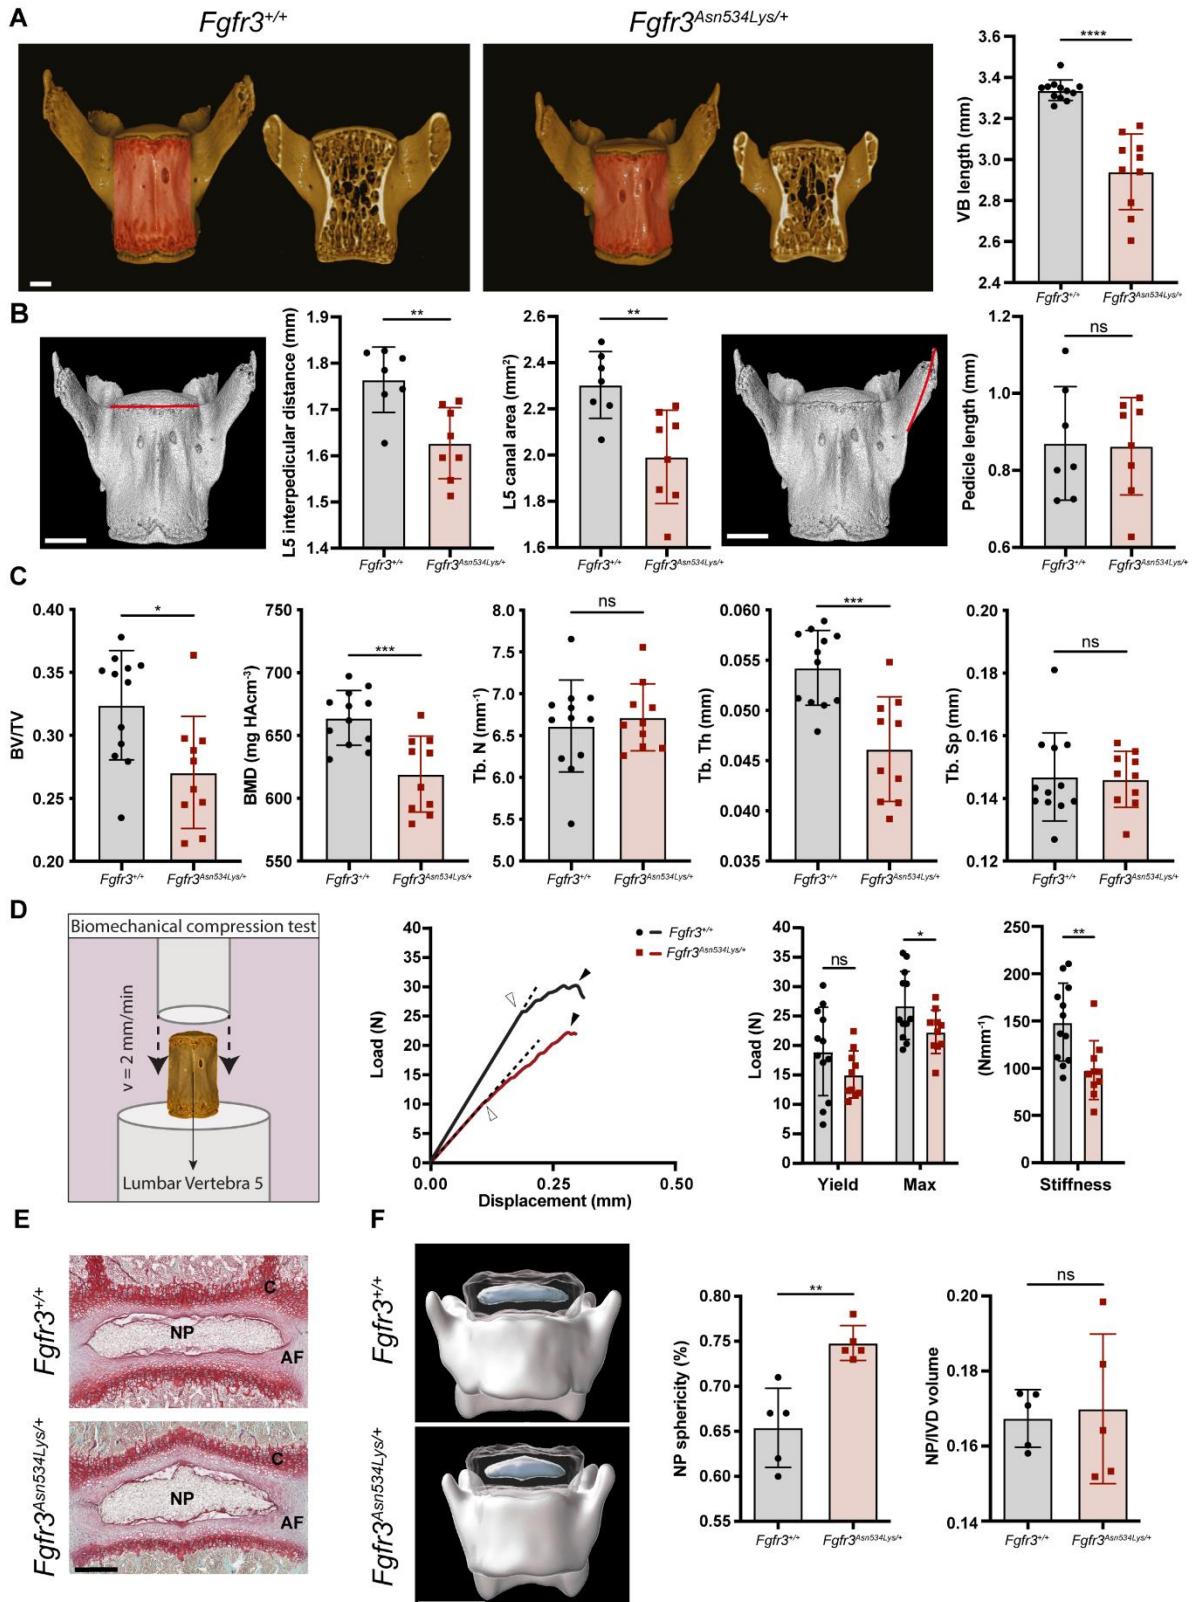 A
Fgfr3+/+
Fgfr3Asn534Lys/+
VB length (mm)
3.6
3.4
3.2
3.0
2.8
2.6
2.4
****
Fgfr3+/+
Fgfr3Asn534Lys/+
B
L5 interpedicular distance (mm)
1.9
1.8
1.7
1.6
1.5
1.4
**
Fgfr3+/+
Fgfr3Asn534Lys/+
L5 canal area (mm2)
2.6
2.4
2.2
2.0
1.8
1.6
**
Fgfr3+/+
Fgfr3Asn534Lys/+
Pedicle length (mm)
1.2
1.0
0.8
0.6
ns
Fgfr3+/+
Fgfr3Asn534Lys/+
C
BV/TV
0.40
0.35
0.30
0.25
0.20
*
Fgfr3+/+
Fgfr3Asn534Lys/+
BMD (mg HAcm-3)
750
700
650
600
550
***
Fgfr3+/+
Fgfr3Asn534Lys/+
Tb. N (mm-1)
8.0
7.5
7.0
6.5
6.0
5.5
5.0
ns
Fgfr3+/+
Fgfr3Asn534Lys/+
Tb. Th (mm)
0.060
0.055
0.050
0.045
0.040
0.035
***
Fgfr3+/+
Fgfr3Asn534Lys/+
Tb. Sp (mm)
0.20
0.18
0.16
0.14
0.12
ns
Fgfr3+/+
Fgfr3Asn534Lys/+
D
Biomechanical compression test
v = 2 mm/min
Lumbar Vertebra 5
Load (N)
40
35
30
25
20
15
10
5
0
0.00
0.25
0.50
Displacement (mm)
Fgfr3+/+
Fgfr3Asn534Lys/+
Load (N)
40
35
30
25
20
15
10
5
0
ns
*
Yield
Max
(Nmm-1)
250
200
150
100
50
0
**
Stiffness
E
Fgfr3+/+
C
NP
AF
Fgfr3Asn534Lys/+
C
NP
AF
F
Fgfr3+/+
Fgfr3Asn534Lys/+
NP sphericity (%)
0.80
0.75
0.70
0.65
0.60
0.55
**
Fgfr3+/+
Fgfr3Asn534Lys/+
NP/IVD volume
0.20
0.18
0.16
0.14
ns
Fgfr3+/+
Fgfr3Asn534Lys/+